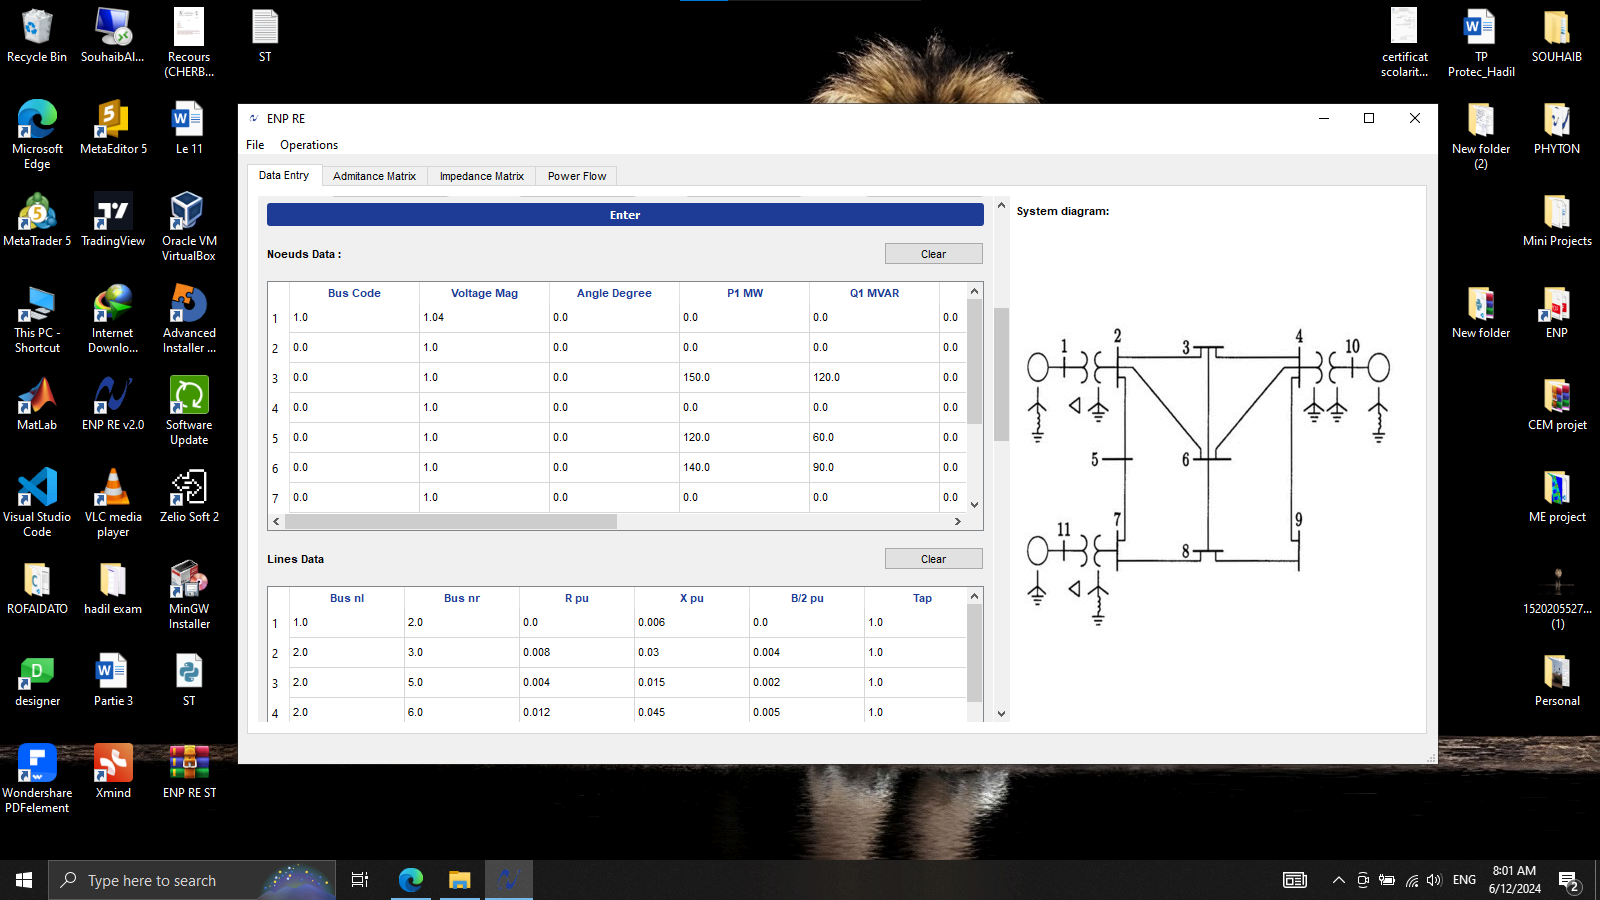 Recycle Bin
SouhaibAl...
Recours
(CHERB...
ST
certificat
scolarit...
TP
Protec_Hadil
SOUHAIB
Microsoft
Edge
MetaEditor 5
Le 11
New folder
(2)
PHYTON
MetaTrader 5
TradingView
Oracle VM
VirtualBox
Mini Projects
This PC -
Shortcut
Internet
Downlo...
Advanced
Installer ...
New folder
ENP
MatLab
ENP RE v2.0
Software
Update
CEM projet
Visual Studio
Code
VLC media
player
Zelio Soft 2
ME project
ROFAIDATO
hadil exam
MinGW
Installer
1520205527...
(1)
designer
Partie 3
ST
Personal
Wondershare
PDFelement
Xmind
ENP RE ST
ENP RE
File Operations
Data Entry Admitance Matrix Impedance Matrix Power Flow
Enter
Noeuds Data : Clear
Bus Code Voltage Mag Angle Degree P1 MW Q1 MVAR
1 1.0 1.04 0.0 0.0 0.0 0.0
2 0.0 1.0 0.0 0.0 0.0 0.0
3 0.0 1.0 0.0 150.0 120.0 0.0
4 0.0 1.0 0.0 0.0 0.0 0.0
5 0.0 1.0 0.0 120.0 60.0 0.0
6 0.0 1.0 0.0 140.0 90.0 0.0
7 0.0 1.0 0.0 0.0 0.0 0.0
Lines Data Clear
Bus nl Bus nr R pu X pu B/2 pu Tap
1 1.0 2.0 0.0 0.006 0.0 1.0
2 2.0 3.0 0.008 0.03 0.004 1.0
3 2.0 5.0 0.004 0.015 0.002 1.0
4 2.0 6.0 0.012 0.045 0.005 1.0
System diagram:
1 2 3 4 10
5 6
11 7 8 9
Type here to search
ENG
8:01 AM
6/12/2024
2